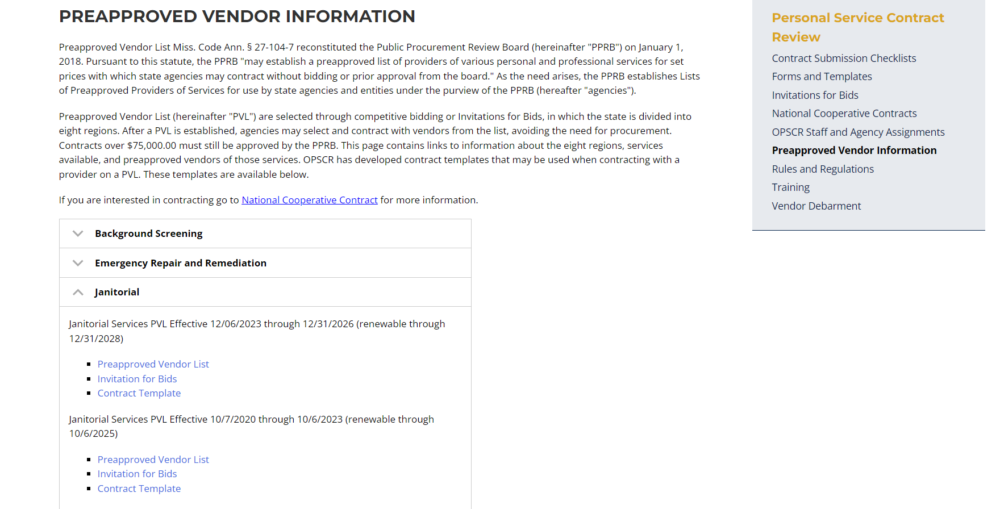 PREAPPROVED VENDOR INFORMATION
Preapproved Vendor List Miss. Code Ann. § 27-104-7 reconstituted the Public Procurement Review Board (hereinafter "PPRB") on January 1,
2018. Pursuant to this statute, the PPRB "may establish a preapproved list of providers of various personal and professional services for set
prices with which state agencies may contract without bidding or prior approval from the board." As the need arises, the PPRB establishes Lists
of Preapproved Providers of Services for use by state agencies and entities under the purview of the PPRB (hereafter "agencies").
Preapproved Vendor List (hereinafter "PVL") are selected through competitive bidding or Invitations for Bids, in which the state is divided into
eight regions. After a PVL is established, agencies may select and contract with vendors from the list, avoiding the need for procurement.
Contracts over $75,000.00 must still be approved by the PPRB. This page contains links to information about the eight regions, services
available, and preapproved vendors of those services. OPSCR has developed contract templates that may be used when contracting with a
provider on a PVL. These templates are available below.
If you are interested in contracting go to National Cooperative Contract for more information.
Background Screening
Emergency Repair and Remediation
Janitorial
Janitorial Services PVL Effective 12/06/2023 through 12/31/2026 (renewable through
12/31/2028)
Preapproved Vendor List
Invitation for Bids
Contract Template
Janitorial Services PVL Effective 10/7/2020 through 10/6/2023 (renewable through
10/6/2025)
Preapproved Vendor List
Invitation for Bids
Contract Template
Personal Service Contract
Review
Contract Submission Checklists
Forms and Templates
Invitations for Bids
National Cooperative Contracts
OPSCR Staff and Agency Assignments
Preapproved Vendor Information
Rules and Regulations
Training
Vendor Debarment